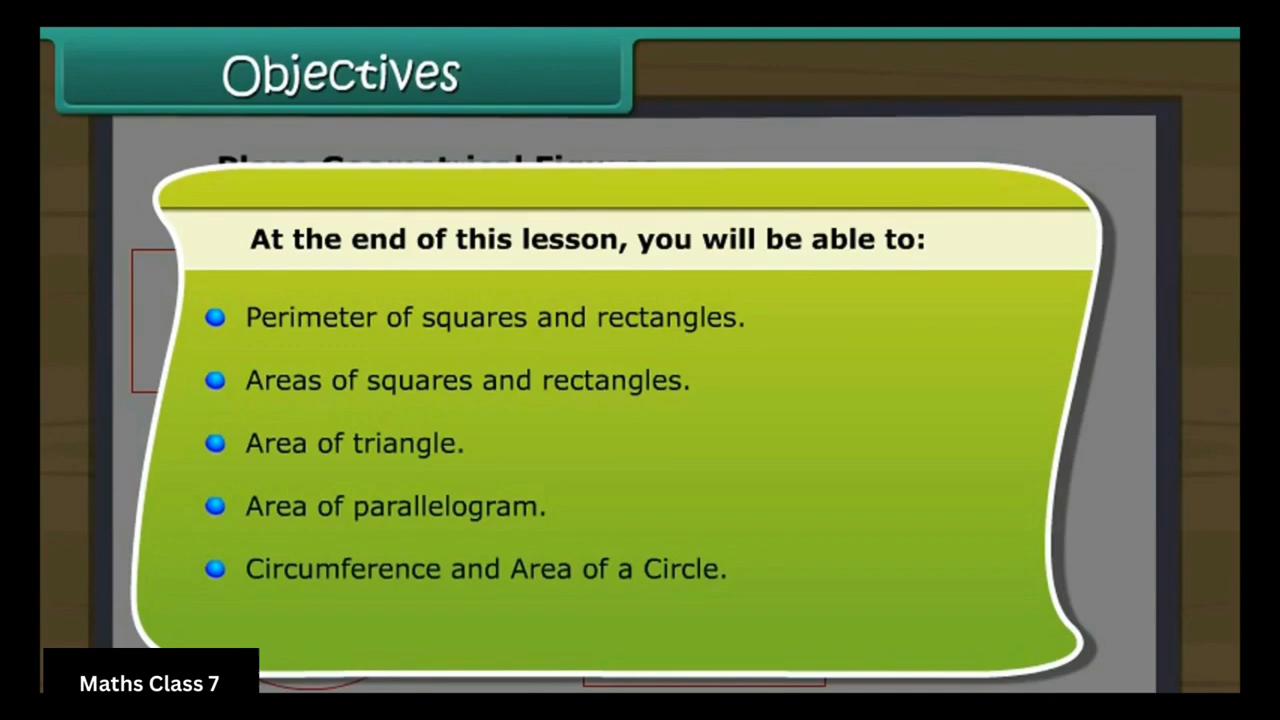 Objectives
At the end of this lesson, you will be able to:
Perimeter of squares and rectangles.
Areas of squares and rectangles.
Area of triangle.
Area of parallelogram.
Circumference and Area of a Circle.
Maths Class 7